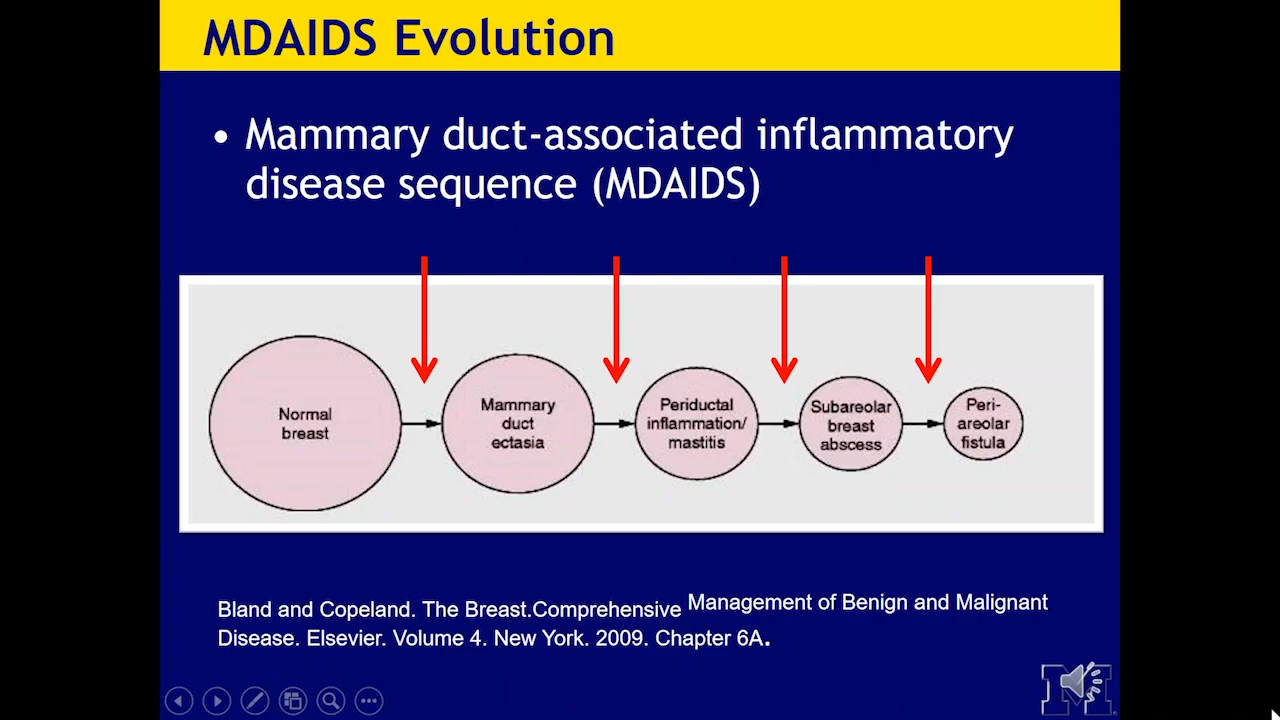 MDAIDS Evolution
• Mammary duct-associated inflammatory
disease sequence (MDAIDS)
Normal
breast
Mammary
duct
ectasia
Periductal
inflammation/
mastitis
Subareolar
breast
abscess
Peri-
areolar
fistula
Bland and Copeland. The Breast.Comprehensive Management of Benign and Malignant
Disease. Elsevier. Volume 4. New York. 2009. Chapter 6A.
M